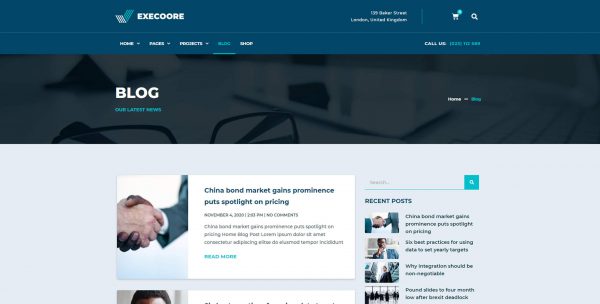 EXECOORE
139 Baker Street
London, United Kingdom
HOME PAGES PROJECTS BLOG SHOP
CALL US: (023) 112 589
BLOG
OUR LATEST NEWS
Home Blog
China bond market gains prominence
puts spotlight on pricing
NOVEMBER 4, 2020 | 2:03 PM | NO COMMENTS
China bond market gains prominence puts spotlight on
pricing Home Blog Post Lorem ipsum dolor sit amet
consectetur adipiscing elitse do eiusmod tempor incididunt
READ MORE
Search...
RECENT POSTS
China bond market gains
prominence puts spotlight
on pricing
Six best practices for using
data to set yearly targets
Why integration should be
non-negotiable
Pound slides to four month
low after brexit deadlock